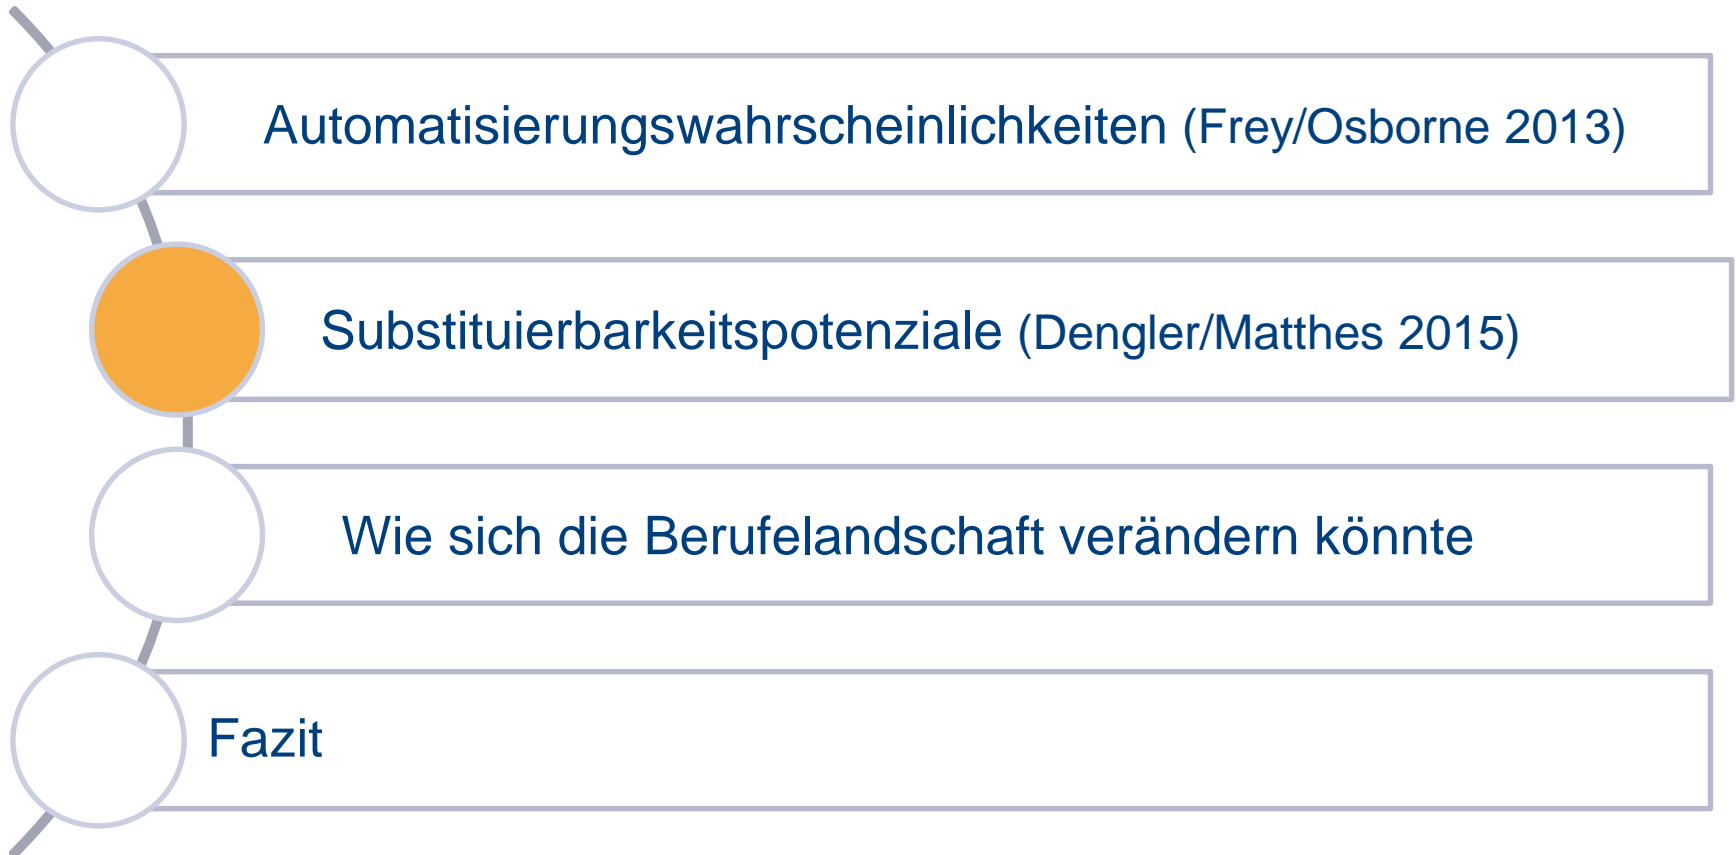 Automatisierungswahrscheinlichkeiten (Frey/Osborne 2013)
Substituierbarkeitspotenziale (Dengler/Matthes 2015)
Wie sich die Berufelandschaft verändern könnte
Fazit